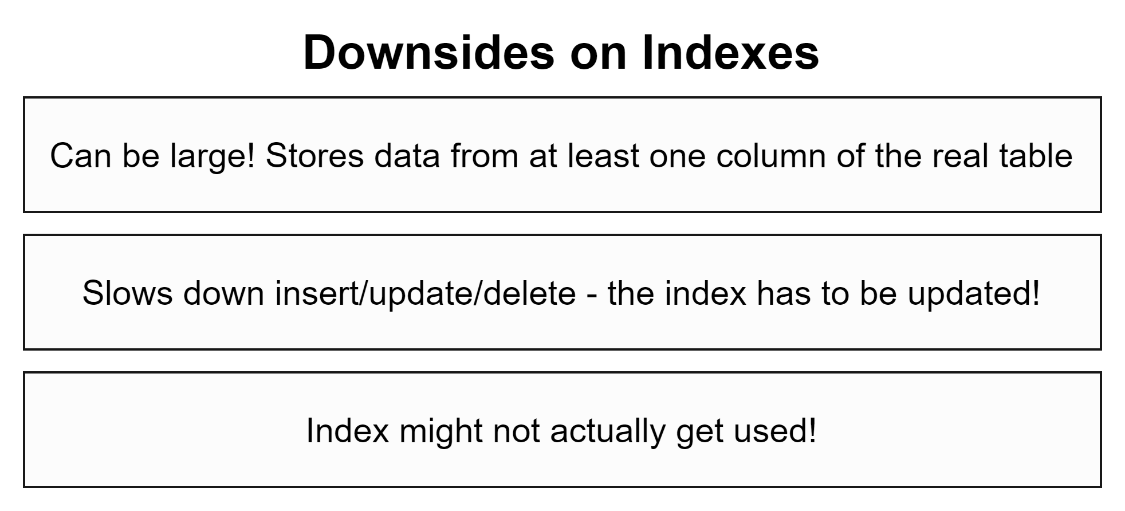 Downsides on Indexes
Can be large! Stores data from at least one column of the real table
Slows down insert/update/delete - the index has to be updated!
Index might not actually get used!